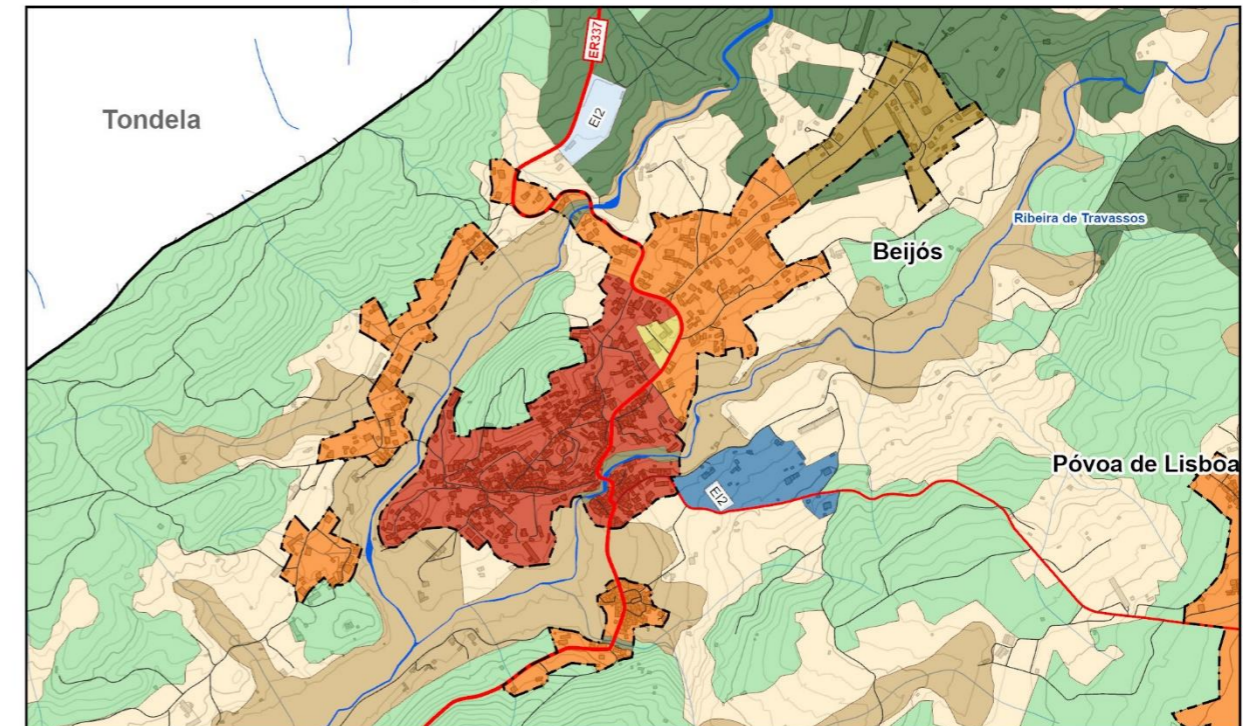 ER337
Tondela
EI2
Ribeira de Travassos
Beijós
Póvoa de Lisboa
EI2